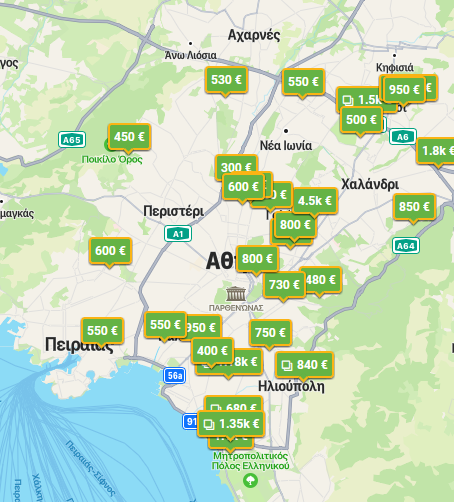 Αχαρνές
Άνω Λιόσια
Κηφισιά
530 €
550 €
950 €
1.5k
500 €
A65
450 €
Ποικίλο Όρος
Νέα Ιωνία
A6
1.8k €
300 €
600 €
4.5k €
Χαλάνδρι
μαγκάς
Περιστέρι
A1
850 €
800 €
A64
600 €
Αθ
800 €
730 €
480 €
ΠΑΡΘΕΝΩΝΑΣ
550 €
550 €
950 €
750 €
Πειραιάς
400 €
8k €
840 €
56a
Ηλιούπολη
680 €
91
1.35k €
Μητροπολιτικός
Πόλος Ελληνικού
Πειραιάς-Σίφνος
Χάλκη